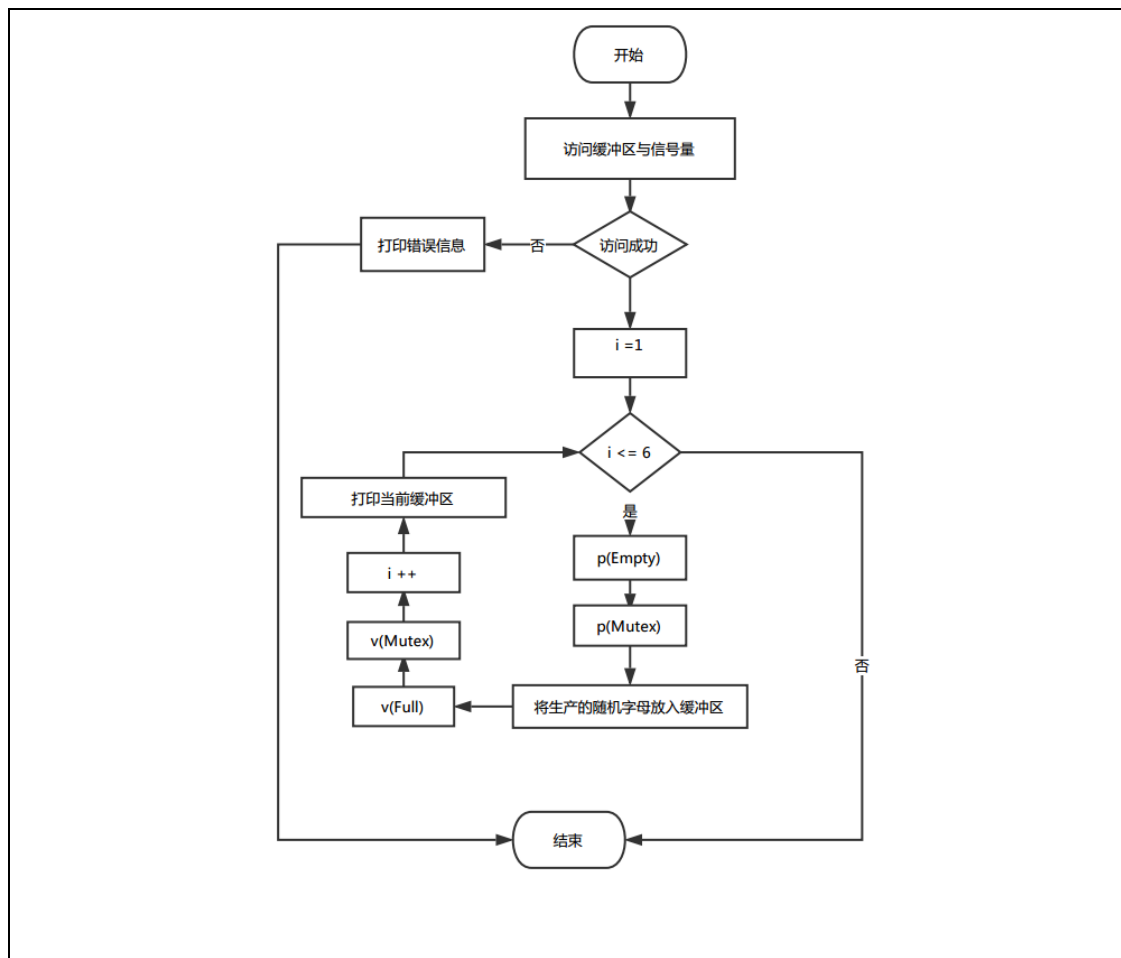 开始
访问缓冲区与信号量
访问成功
否
打印错误信息
i =1
i <= 6
是
p(Empty)
p(Mutex)
将生产的随机字母放入缓冲区
v(Full)
v(Mutex)
i ++
打印当前缓冲区
否
结束